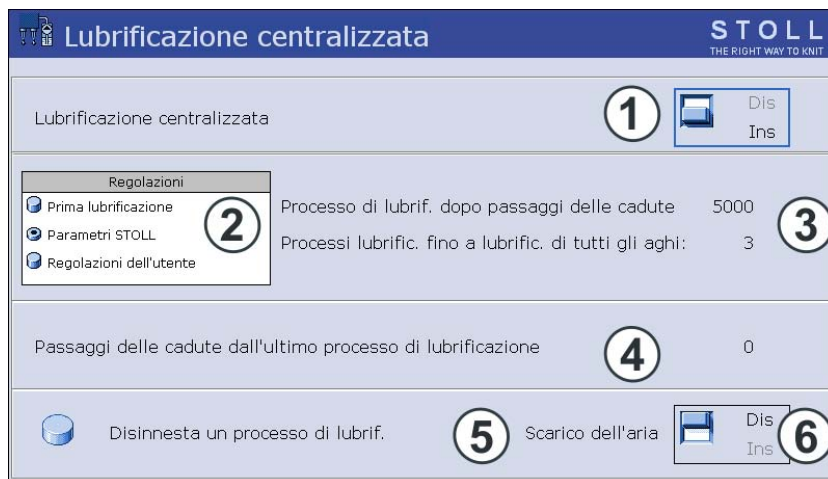 Lubrificazione centralizzata
STOLL
THE RIGHT WAY TO KNIT
Lubrificazione centralizzata
1
Dis
Ins
Regolazioni
Prima lubrificazione
Parametri STOLL
Regolazioni dell'utente
2
Processo di lubrif. dopo passaggi delle cadute 5000
Processi lubrific. fino a lubrific. di tutti gli aghi: 3
3
Passaggi delle cadute dall'ultimo processo di lubrificazione 4 0
Disinnesta un processo di lubrif. 5 Scarico dell'aria
Dis
Ins
6